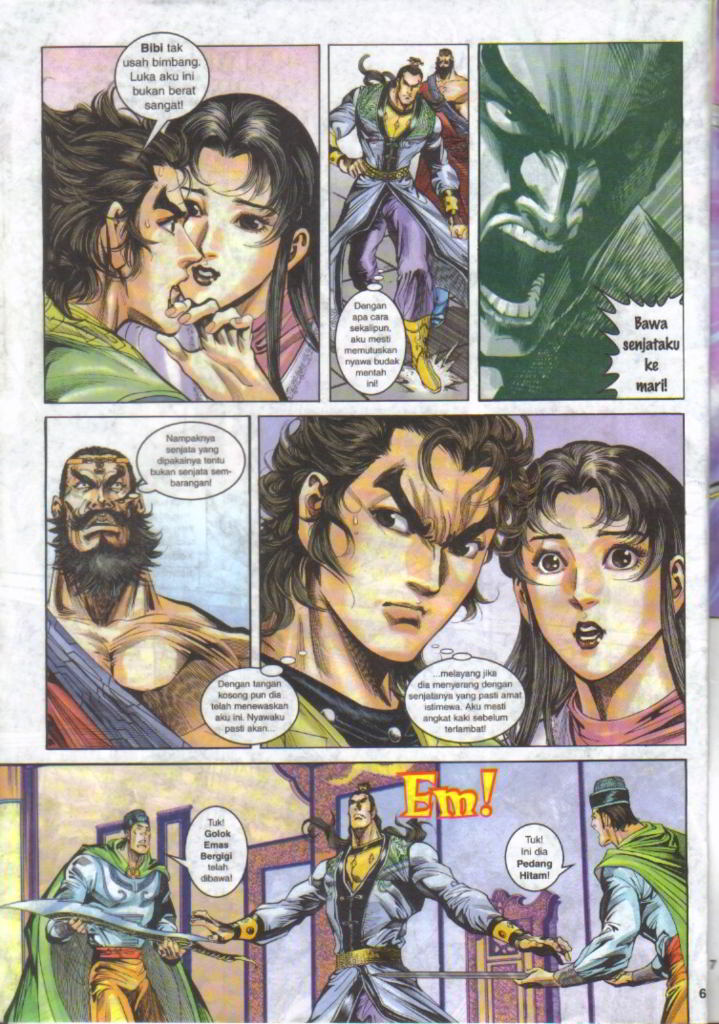 Bibi tak
usah bimbang.
Luka aku ini
bukan berat
sangat!
Dengan
apa cara
sekalipun,
aku mesti
memutuskan
nyawa budak
mentah
ini!
Bawa
senjataku
ke
mari!
Nampaknya
senjata yang
dipakainya tentu
bukan senjata sem-
barangan!
Dengan tangan
kosong pun dia
telah menewaskan
aku ini. Nyawaku
pasti akan...
...melayang jika
dia menyerang dengan
senjatanya yang pasti amat
istimewa. Aku mesti
angkat kaki sebelum
terlambat!
Em!
Tuk!
Golok
Emas
Bergigi
telah
dibawa!
Tuk!
Ini dia
Pedang
Hitam!
7
6